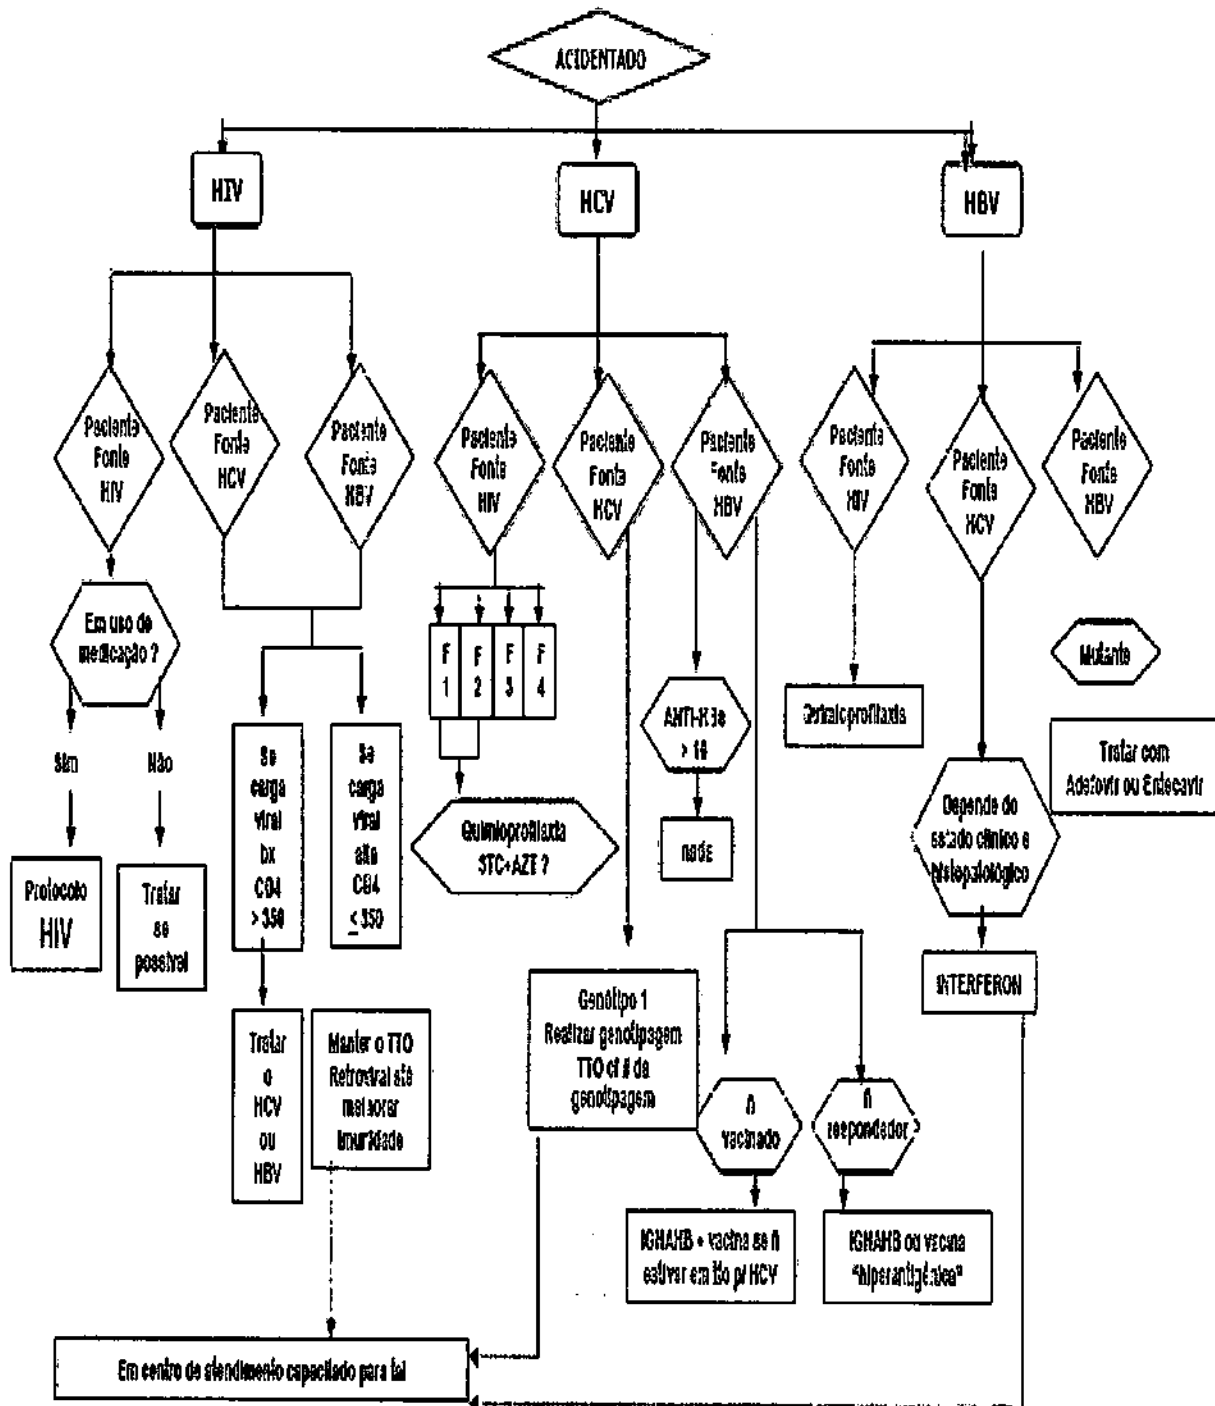 ACIDENTADO
HIV
HCV
HBV
Paciente
Fonte
HIV
Paciente
Fonte
HCV
Paciente
Fonte
HBV
Paciente
Fonte
HIV
Paciente
Fonte
HCV
Paciente
Fonte
HBV
Paciente
Fonte
HIV
Paciente
Fonte
HCV
Paciente
Fonte
HBV
Em uso de
medicação ?
Sim
Não
Protocolo
HIV
Tratar
se
possível
Se
carga
viral
bx
CD4
> 350
Se
carga
viral
alta
CD4
≤ 350
Tratar
o
HCV
ou
HBV
Manter o TTO
Retroviral até
melhorar
imunidade
F
1
F
2
F
3
F
4
Quimioprofilaxia
3TC+AZT ?
ANTI-HBs
> 10
nada
Genótipo 1
Realizar genotipagem
TTO cf # da
genotipagem
ñ
vacinado
ñ
respondedor
IGHAHB + vacina se ñ
estiver em tto p/ HCV
IGHAHB ou vacina
"hiperantigênica"
Quimioprofilaxia
Depende do
estado clínico e
histopatológico
INTERFERON
Mutante
Tratar com
Adefovir ou Entecavir
Em centro de atendimento capacitado para tal